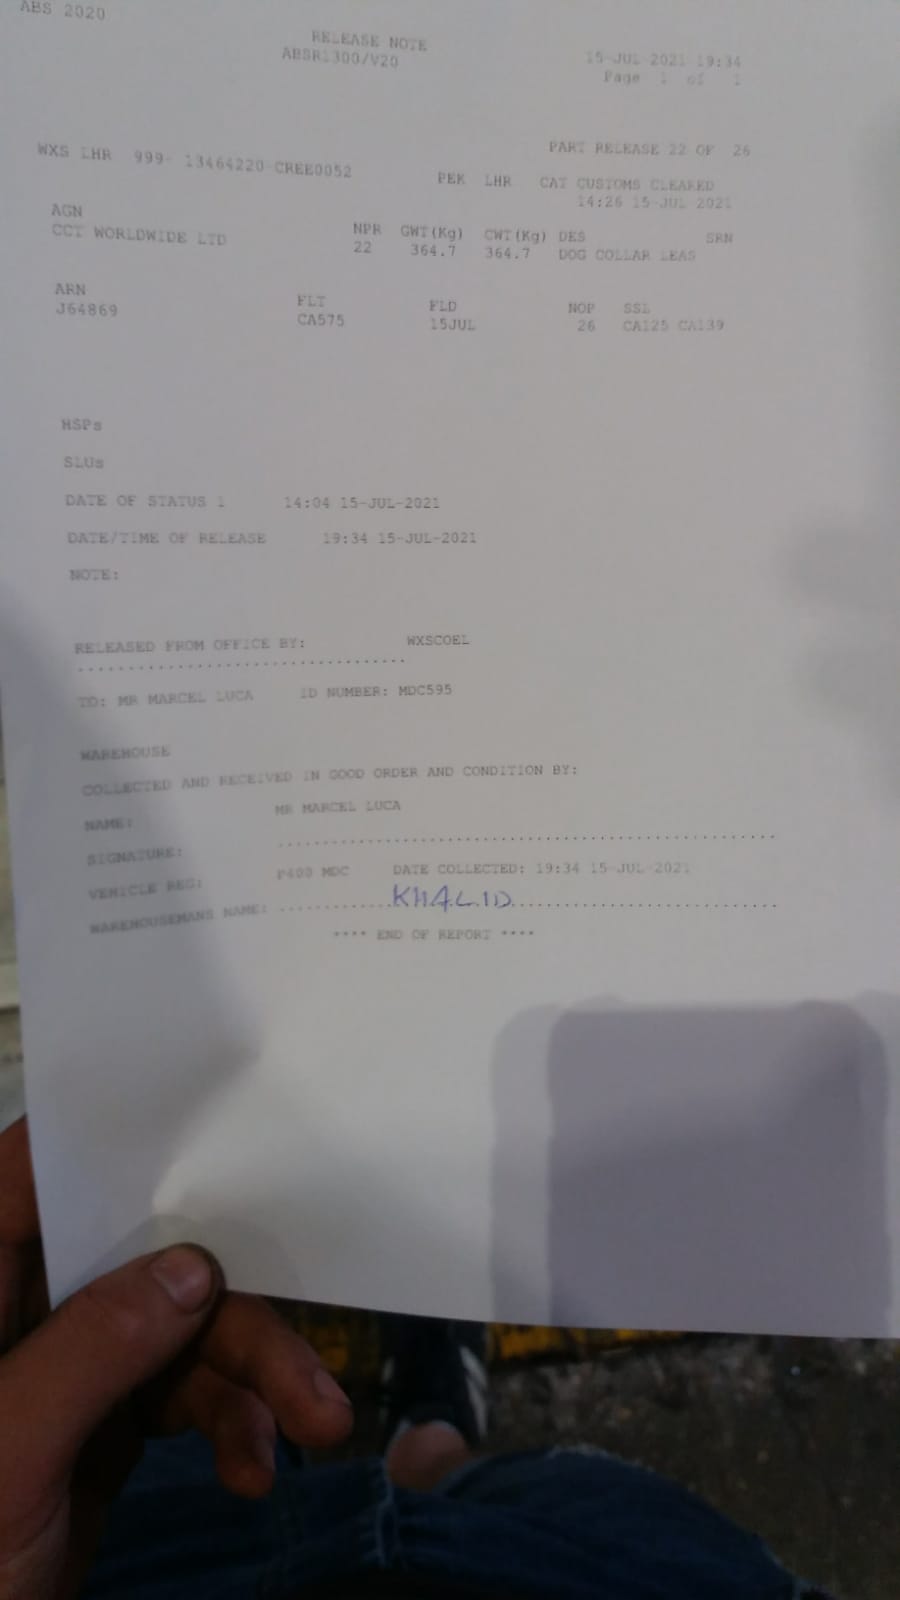 ABS 2020
RELEASE NOTE
ABSR1300/V20
15-JUL-2021 19:34
Page 1 of 1
PART RELEASE 22 OF 26
WXS LHR 999- 13464220-CREE0052
PEK LHR CAT CUSTOMS CLEARED
14:26 15-JUL 2021
AGN
CCT WORLDWIDE LTD
NPR GWT(Kg) CWT(Kg) DES SRN
22 364.7 364.7 DOG COLLAR LEAS
ARN
J64869
FLT FLD NOP SSL
CA575 15JUL 26 CA125 CA139
HSPs
SLUs
DATE OF STATUS 1 14:04 15-JUL-2021
DATE/TIME OF RELEASE 19:34 15-JUL-2021
NOTE:
RELEASED FROM OFFICE BY: WXSCOEL
TO: MR MARCEL LUCA ID NUMBER: MDC595
WAREHOUSE
COLLECTED AND RECEIVED IN GOOD ORDER AND CONDITION BY:
NAME: MR MARCEL LUCA
SIGNATURE:
VEHICLE REG: P400 MDC DATE COLLECTED: 19:34 15-JUL-2021
WAREHOUSEMANS NAME: KHALID
**** END OF REPORT ****